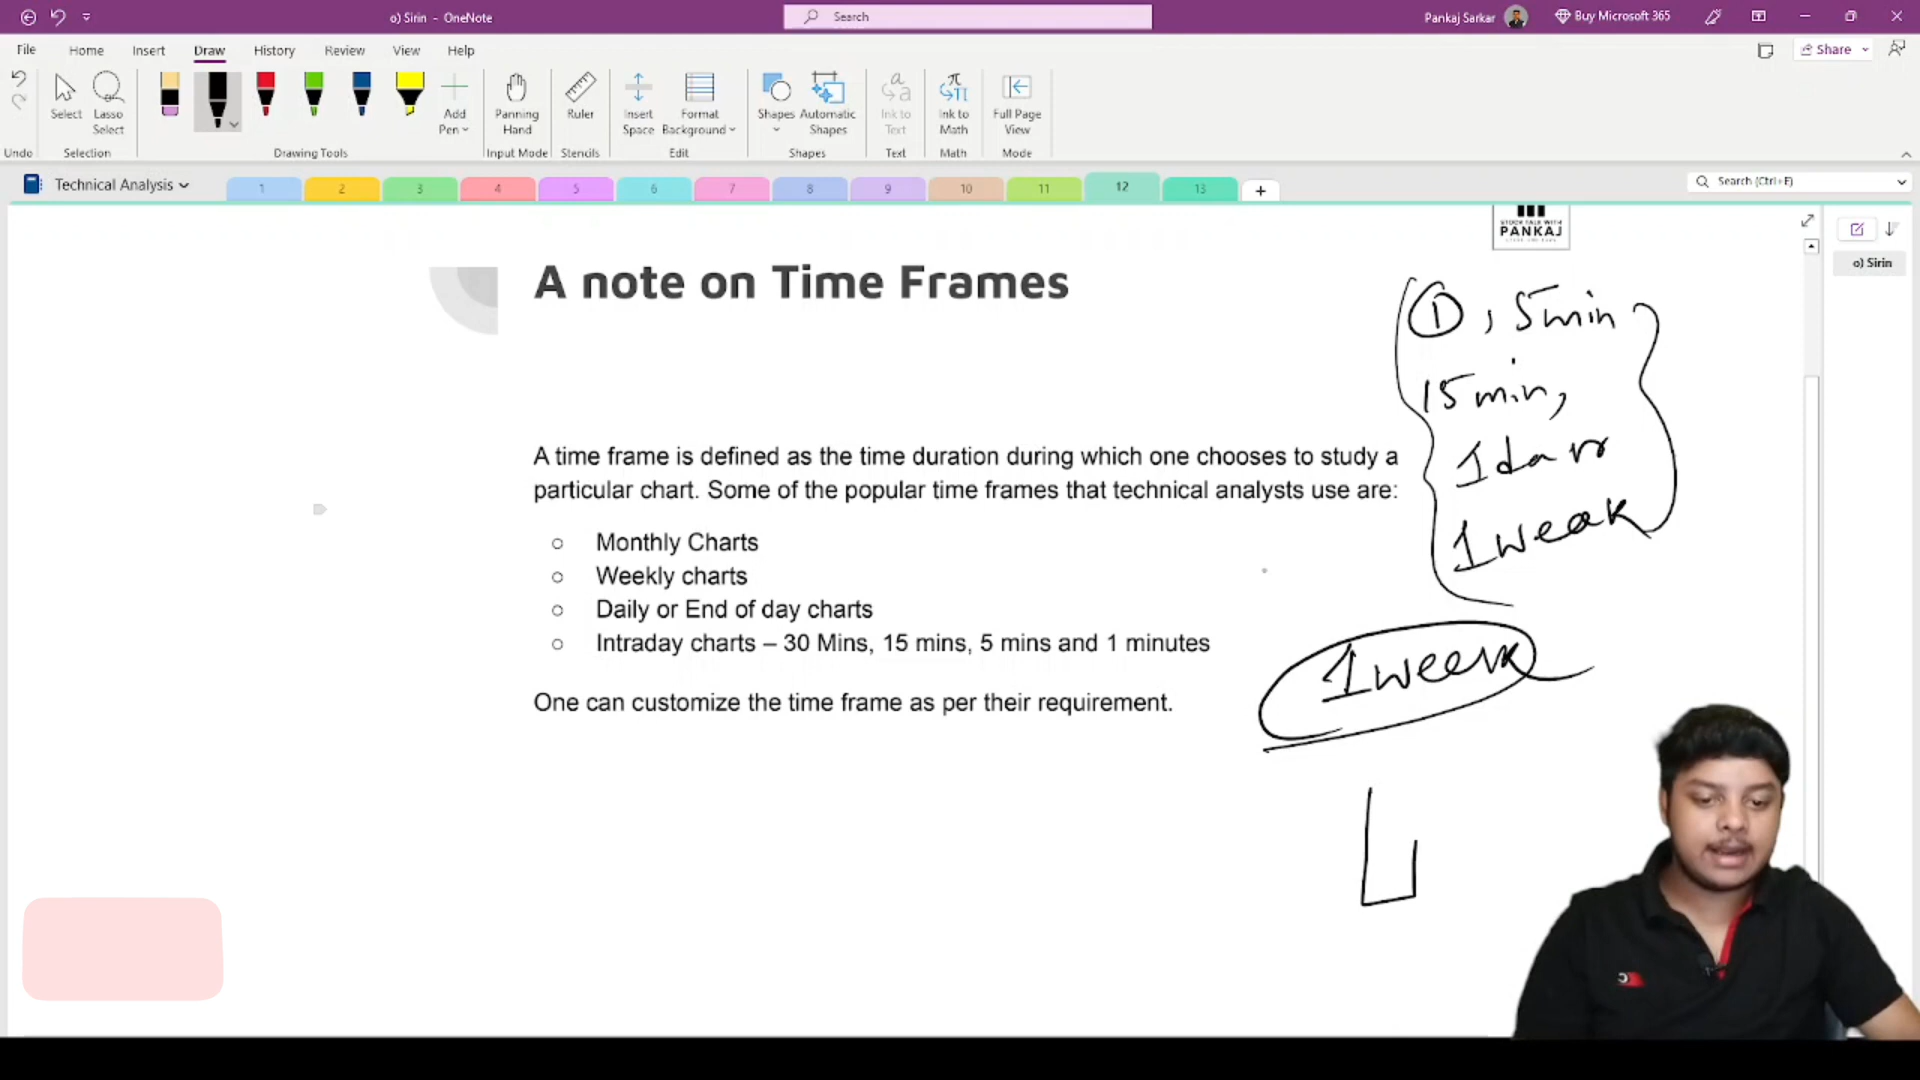 o) Sirin - OneNote
Search
Pankaj Sarkar
Buy Microsoft 365
File Home Insert Draw History Review View Help
Share
Select
Lasso Select
Add Pen
Panning Hand
Ruler
Insert Space
Format Background
Shapes
Automatic Shapes
Ink to Text
Ink to Math
Full Page View
Undo Selection Drawing Tools Input Mode Stencils Edit Shapes Text Math Mode
Technical Analysis 1 2 3 4 5 6 7 8 9 10 11 12 13 +
Search (Ctrl+E)
o) Sirin
STOCK TALK WITH
PANKAJ
A note on Time Frames
A time frame is defined as the time duration during which one chooses to study a
particular chart. Some of the popular time frames that technical analysts use are:
Monthly Charts
Weekly charts
Daily or End of day charts
Intraday charts – 30 Mins, 15 mins, 5 mins and 1 minutes
One can customize the time frame as per their requirement.
1, 5min
15 min,
1 day
1 weak
1 week